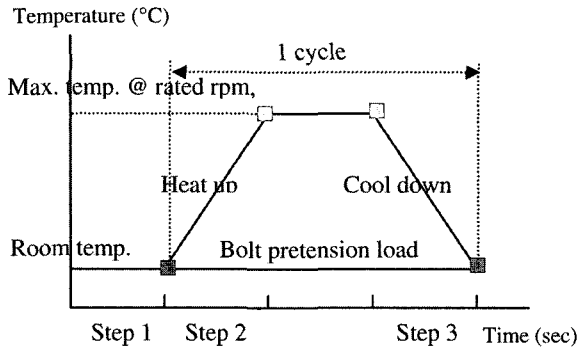 Temperature (°C)
1 cycle
Max. temp. @ rated rpm,
Heat up
Cool down
Room temp.
Bolt pretension load
Step 1
Step 2
Step 3
Time (sec)